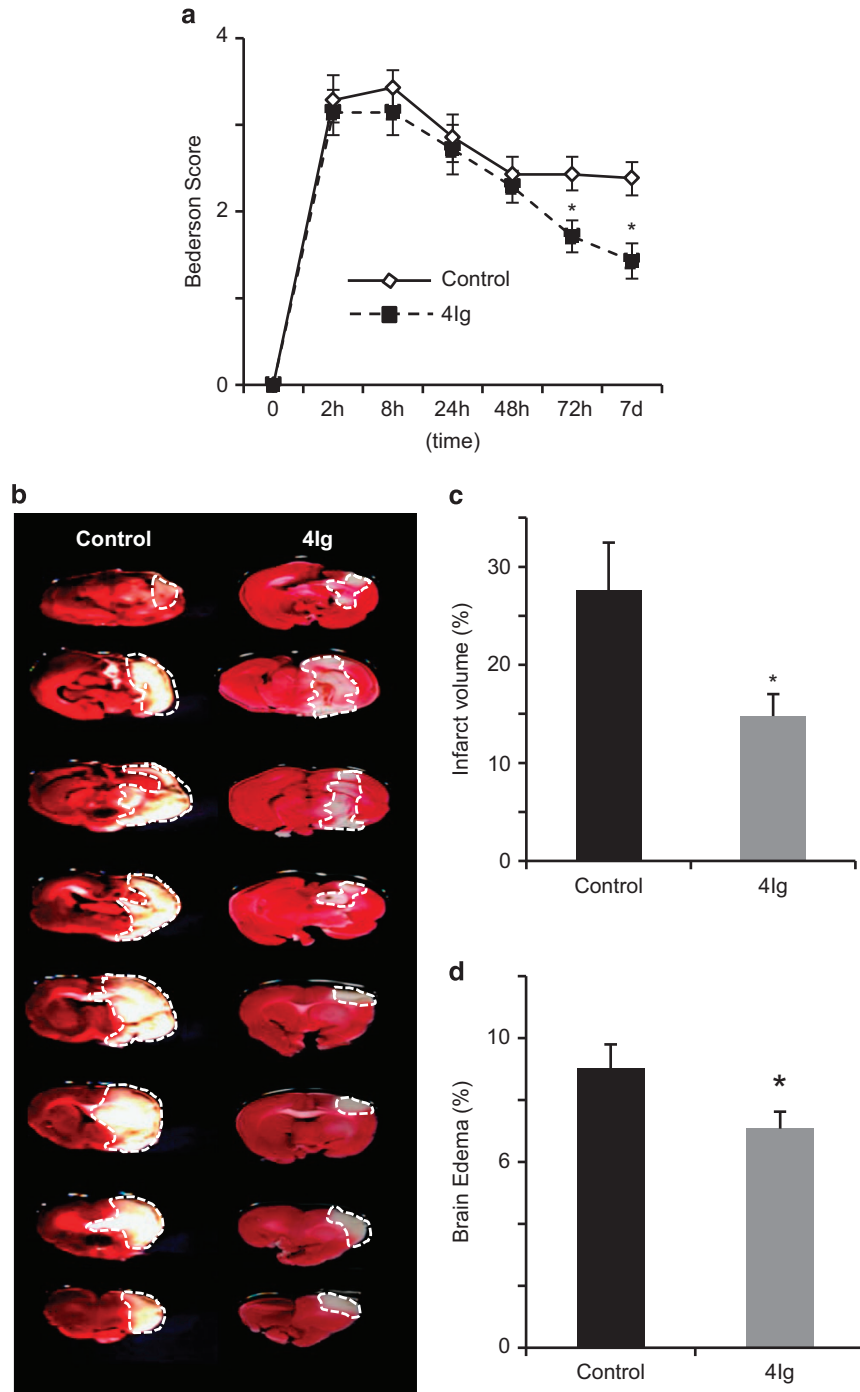 a
Bederson Score
4
2
0
Control
4Ig
*
*
0 2h 8h 24h 48h 72h 7d
(time)
b
Control 4Ig
c
Infarct volume (%)
30
20
10
0
*
Control 4Ig
d
Brain Edema (%)
10
6
0
*
Control 4Ig